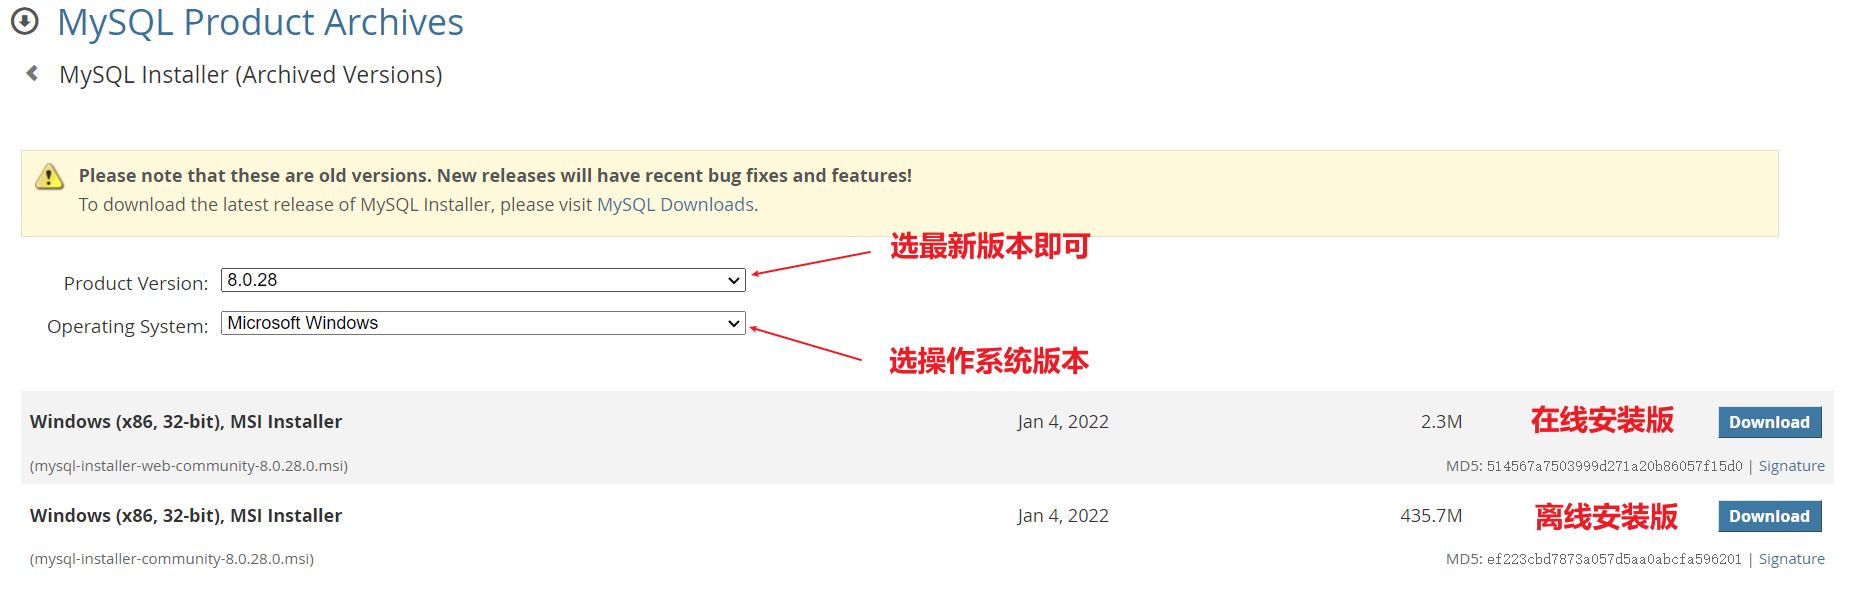 MySQL Product Archives
MySQL Installer (Archived Versions)
Please note that these are old versions. New releases will have recent bug fixes and features!
To download the latest release of MySQL Installer, please visit MySQL Downloads.
选最新版本即可
Product Version: 8.0.28
Operating System: Microsoft Windows
选操作系统版本
Windows (x86, 32-bit), MSI Installer Jan 4, 2022 2.3M 在线安装版 Download
(mysql-installer-web-community-8.0.28.0.msi) MD5: 514567a7503999d271a20b86057f15d0 | Signature
Windows (x86, 32-bit), MSI Installer Jan 4, 2022 435.7M 离线安装版 Download
(mysql-installer-community-8.0.28.0.msi) MD5: ef223cbd7873a057d5aa0abcfa596201 | Signature